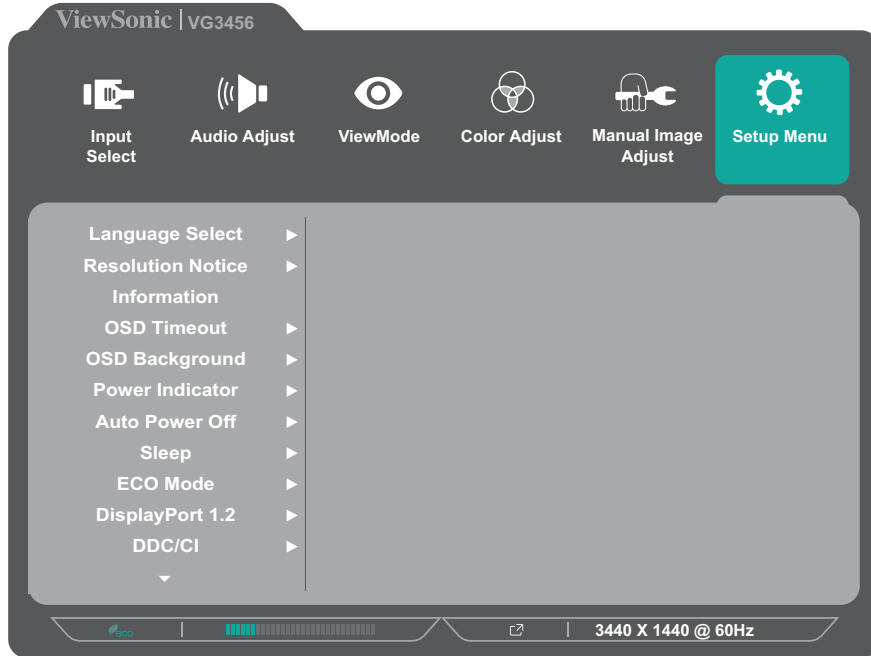 ViewSonic | VG3456
Input
Select
Audio Adjust
ViewMode
Color Adjust
Manual Image
Adjust
Setup Menu
Language Select
Resolution Notice
Information
OSD Timeout
OSD Background
Power Indicator
Auto Power Off
Sleep
ECO Mode
DisplayPort 1.2
DDC/CI
eco
3440 X 1440 @ 60Hz